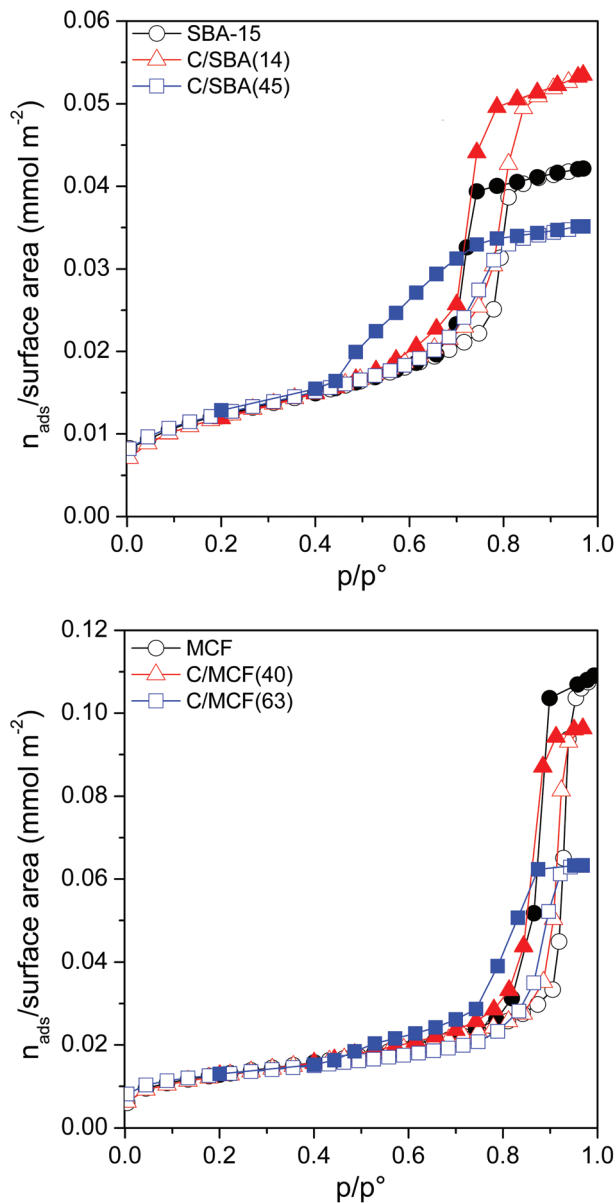 0.06
SBA-15
C/SBA(14)
C/SBA(45)
0.05
0.04
0.03
0.02
0.01
0.00
n_ads/surface area (mmol m⁻²)
0.0 0.2 0.4 0.6 0.8 1.0
p/p°
0.12
MCF
C/MCF(40)
C/MCF(63)
0.10
0.08
0.06
0.04
0.02
0.00
n_ads/surface area (mmol m⁻²)
0.0 0.2 0.4 0.6 0.8 1.0
p/p°